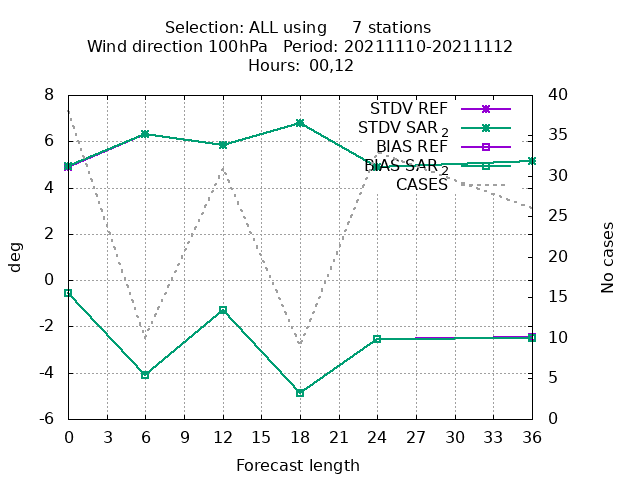 Selection: ALL using     7 stations
Wind direction 100hPa   Period: 20211110-20211112
Hours: 00,12
8
6
4
2
0
-2
-4
-6
deg
40
35
30
25
20
15
10
5
0
No cases
STDV REF
STDV SAR 2
BIAS REF
BIAS SAR 2
CASES
0 3 6 9 12 15 18 21 24 27 30 33 36
Forecast length